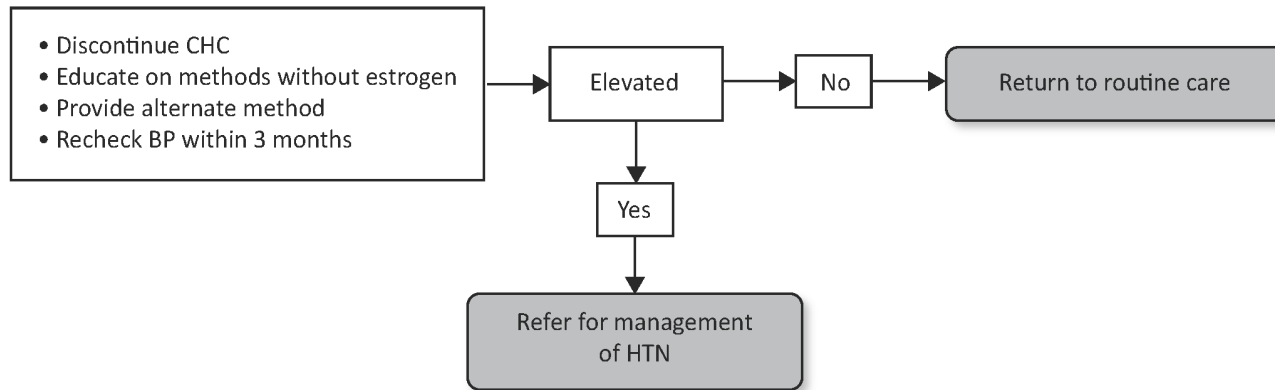 • Discontinue CHC
• Educate on methods without estrogen
• Provide alternate method
• Recheck BP within 3 months
Elevated
No
Return to routine care
Yes
Refer for management
of HTN